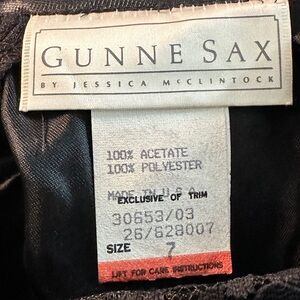 GUNNE SAX
BY JESSICA McCLINTOCK
100% ACETATE
100% POLYESTER
MADE IN U.S.A.
EXCLUSIVE OF TRIM
30653/03
26/628007
SIZE 7
LIFT FOR CARE INSTRUCTIONS